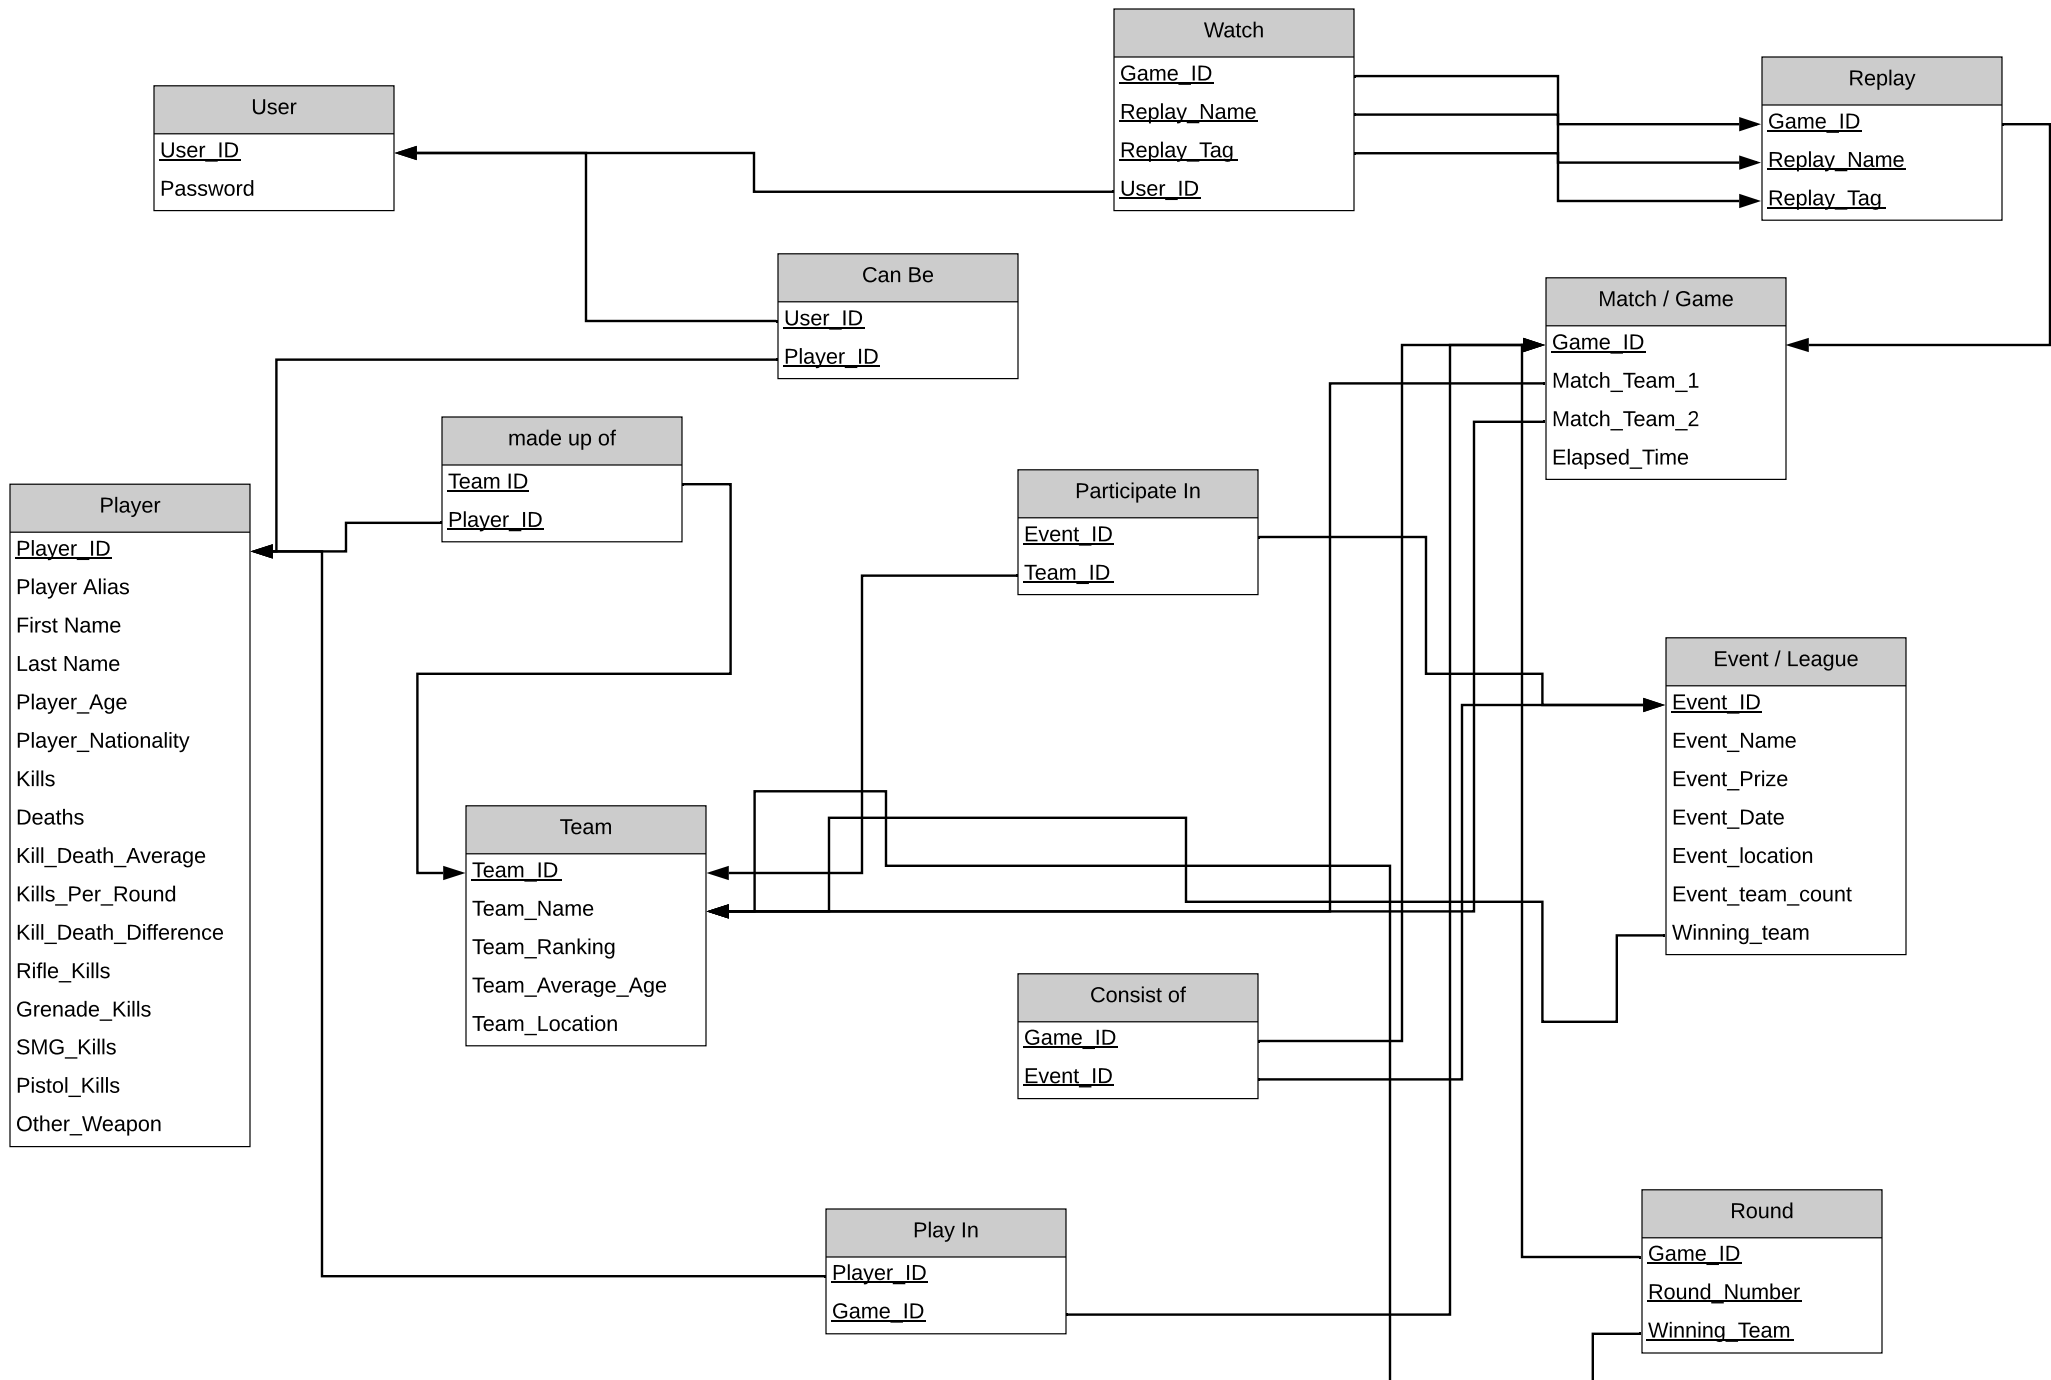 Watch
Game_ID
Replay_Name
Replay_Tag
User_ID
Replay
Game_ID
Replay_Name
Replay_Tag
User
User_ID
Password
Can Be
User_ID
Player_ID
Match / Game
Game_ID
Match_Team_1
Match_Team_2
Elapsed_Time
made up of
Team ID
Player_ID
Participate In
Event_ID
Team_ID
Player
Player_ID
Player Alias
First Name
Last Name
Player_Age
Player_Nationality
Kills
Deaths
Kill_Death_Average
Kills_Per_Round
Kill_Death_Difference
Rifle_Kills
Grenade_Kills
SMG_Kills
Pistol_Kills
Other_Weapon
Event / League
Event_ID
Event_Name
Event_Prize
Event_Date
Event_location
Event_team_count
Winning_team
Team
Team_ID
Team_Name
Team_Ranking
Team_Average_Age
Team_Location
Consist of
Game_ID
Event_ID
Play In
Player_ID
Game_ID
Round
Game_ID
Round_Number
Winning_Team